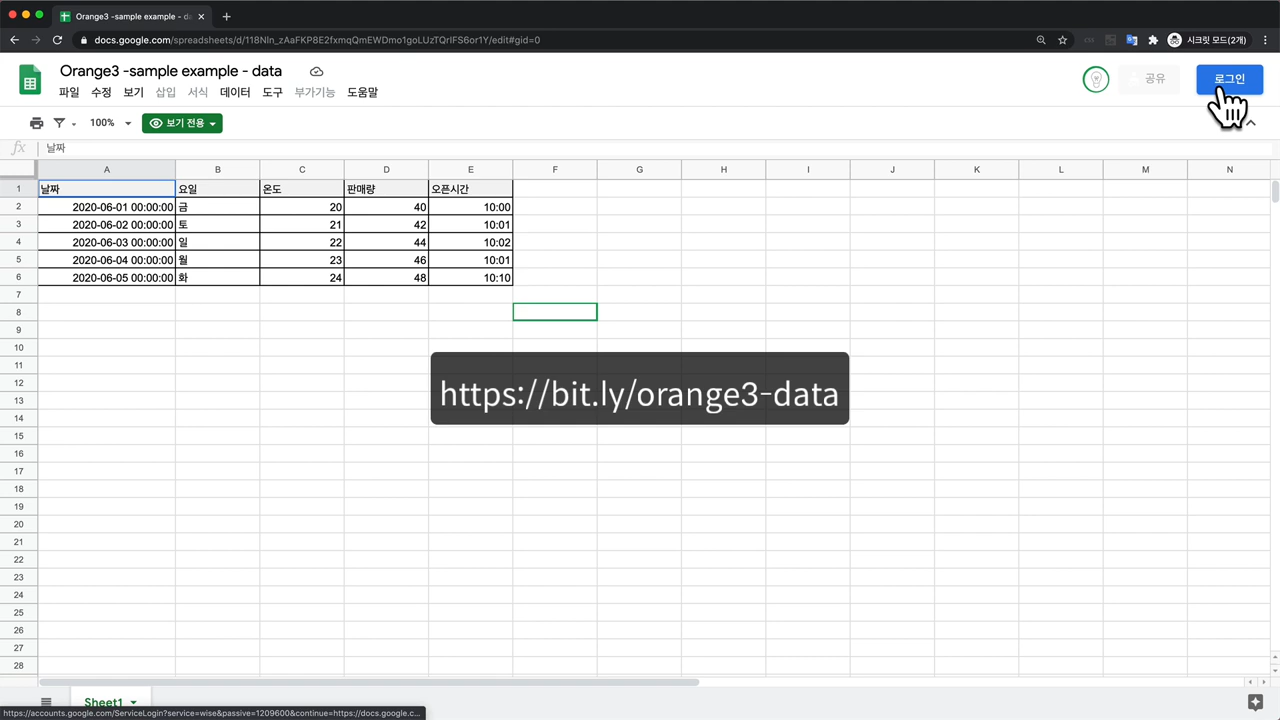 Orange3 -sample example - da
docs.google.com/spreadsheets/d/118NIn_zAaFKP8E2fxmqQmEWDmo1goLUzTQrIFS6or1Y/edit#gid=0
시크릿 모드(2개)
Orange3 -sample example - data
파일 수정 보기 삽입 서식 데이터 도구 부가기능 도움말
공유
로그인
100%
보기 전용
fx 날짜
A B C D E F G H I J K L M N
1 날짜 요일 온도 판매량 오픈시간
2 2020-06-01 00:00:00 금 20 40 10:00
3 2020-06-02 00:00:00 토 21 42 10:01
4 2020-06-03 00:00:00 일 22 44 10:02
5 2020-06-04 00:00:00 월 23 46 10:01
6 2020-06-05 00:00:00 화 24 48 10:10
7
8
9
10
11
12
13
14
15
16
17
18
19
20
21
22
23
24
25
26
27
28
https://bit.ly/orange3-data
Sheet1
https://accounts.google.com/ServiceLogin?service=wise&passive=1209600&continue=https://docs.google.c...